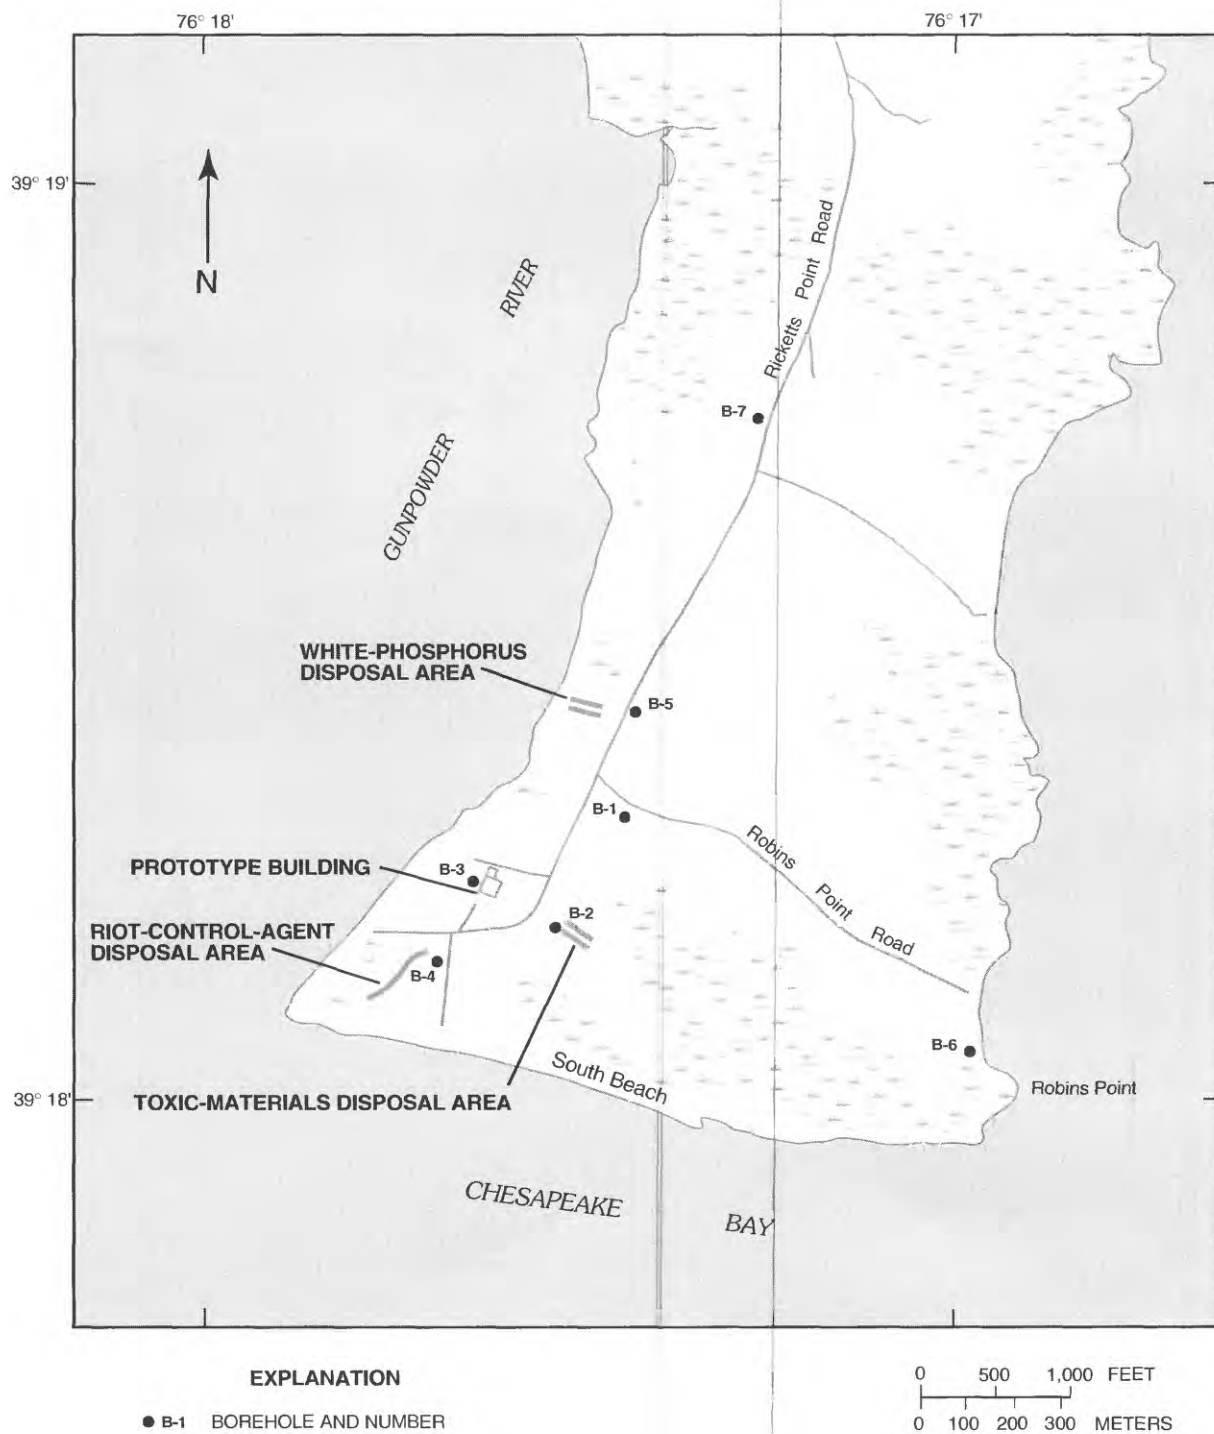 76° 18'
76° 17'
39° 19'
N
GUNPOWDER RIVER
Ricketts Point Road
B-7
WHITE-PHOSPHORUS
DISPOSAL AREA
B-5
B-1
Robins Point Road
PROTOTYPE BUILDING
B-3
B-2
RIOT-CONTROL-AGENT
DISPOSAL AREA
B-4
B-6
South Beach
Robins Point
39° 18'
TOXIC-MATERIALS DISPOSAL AREA
CHESAPEAKE BAY
EXPLANATION
B-1 BOREHOLE AND NUMBER
0 500 1,000 FEET
0 100 200 300 METERS